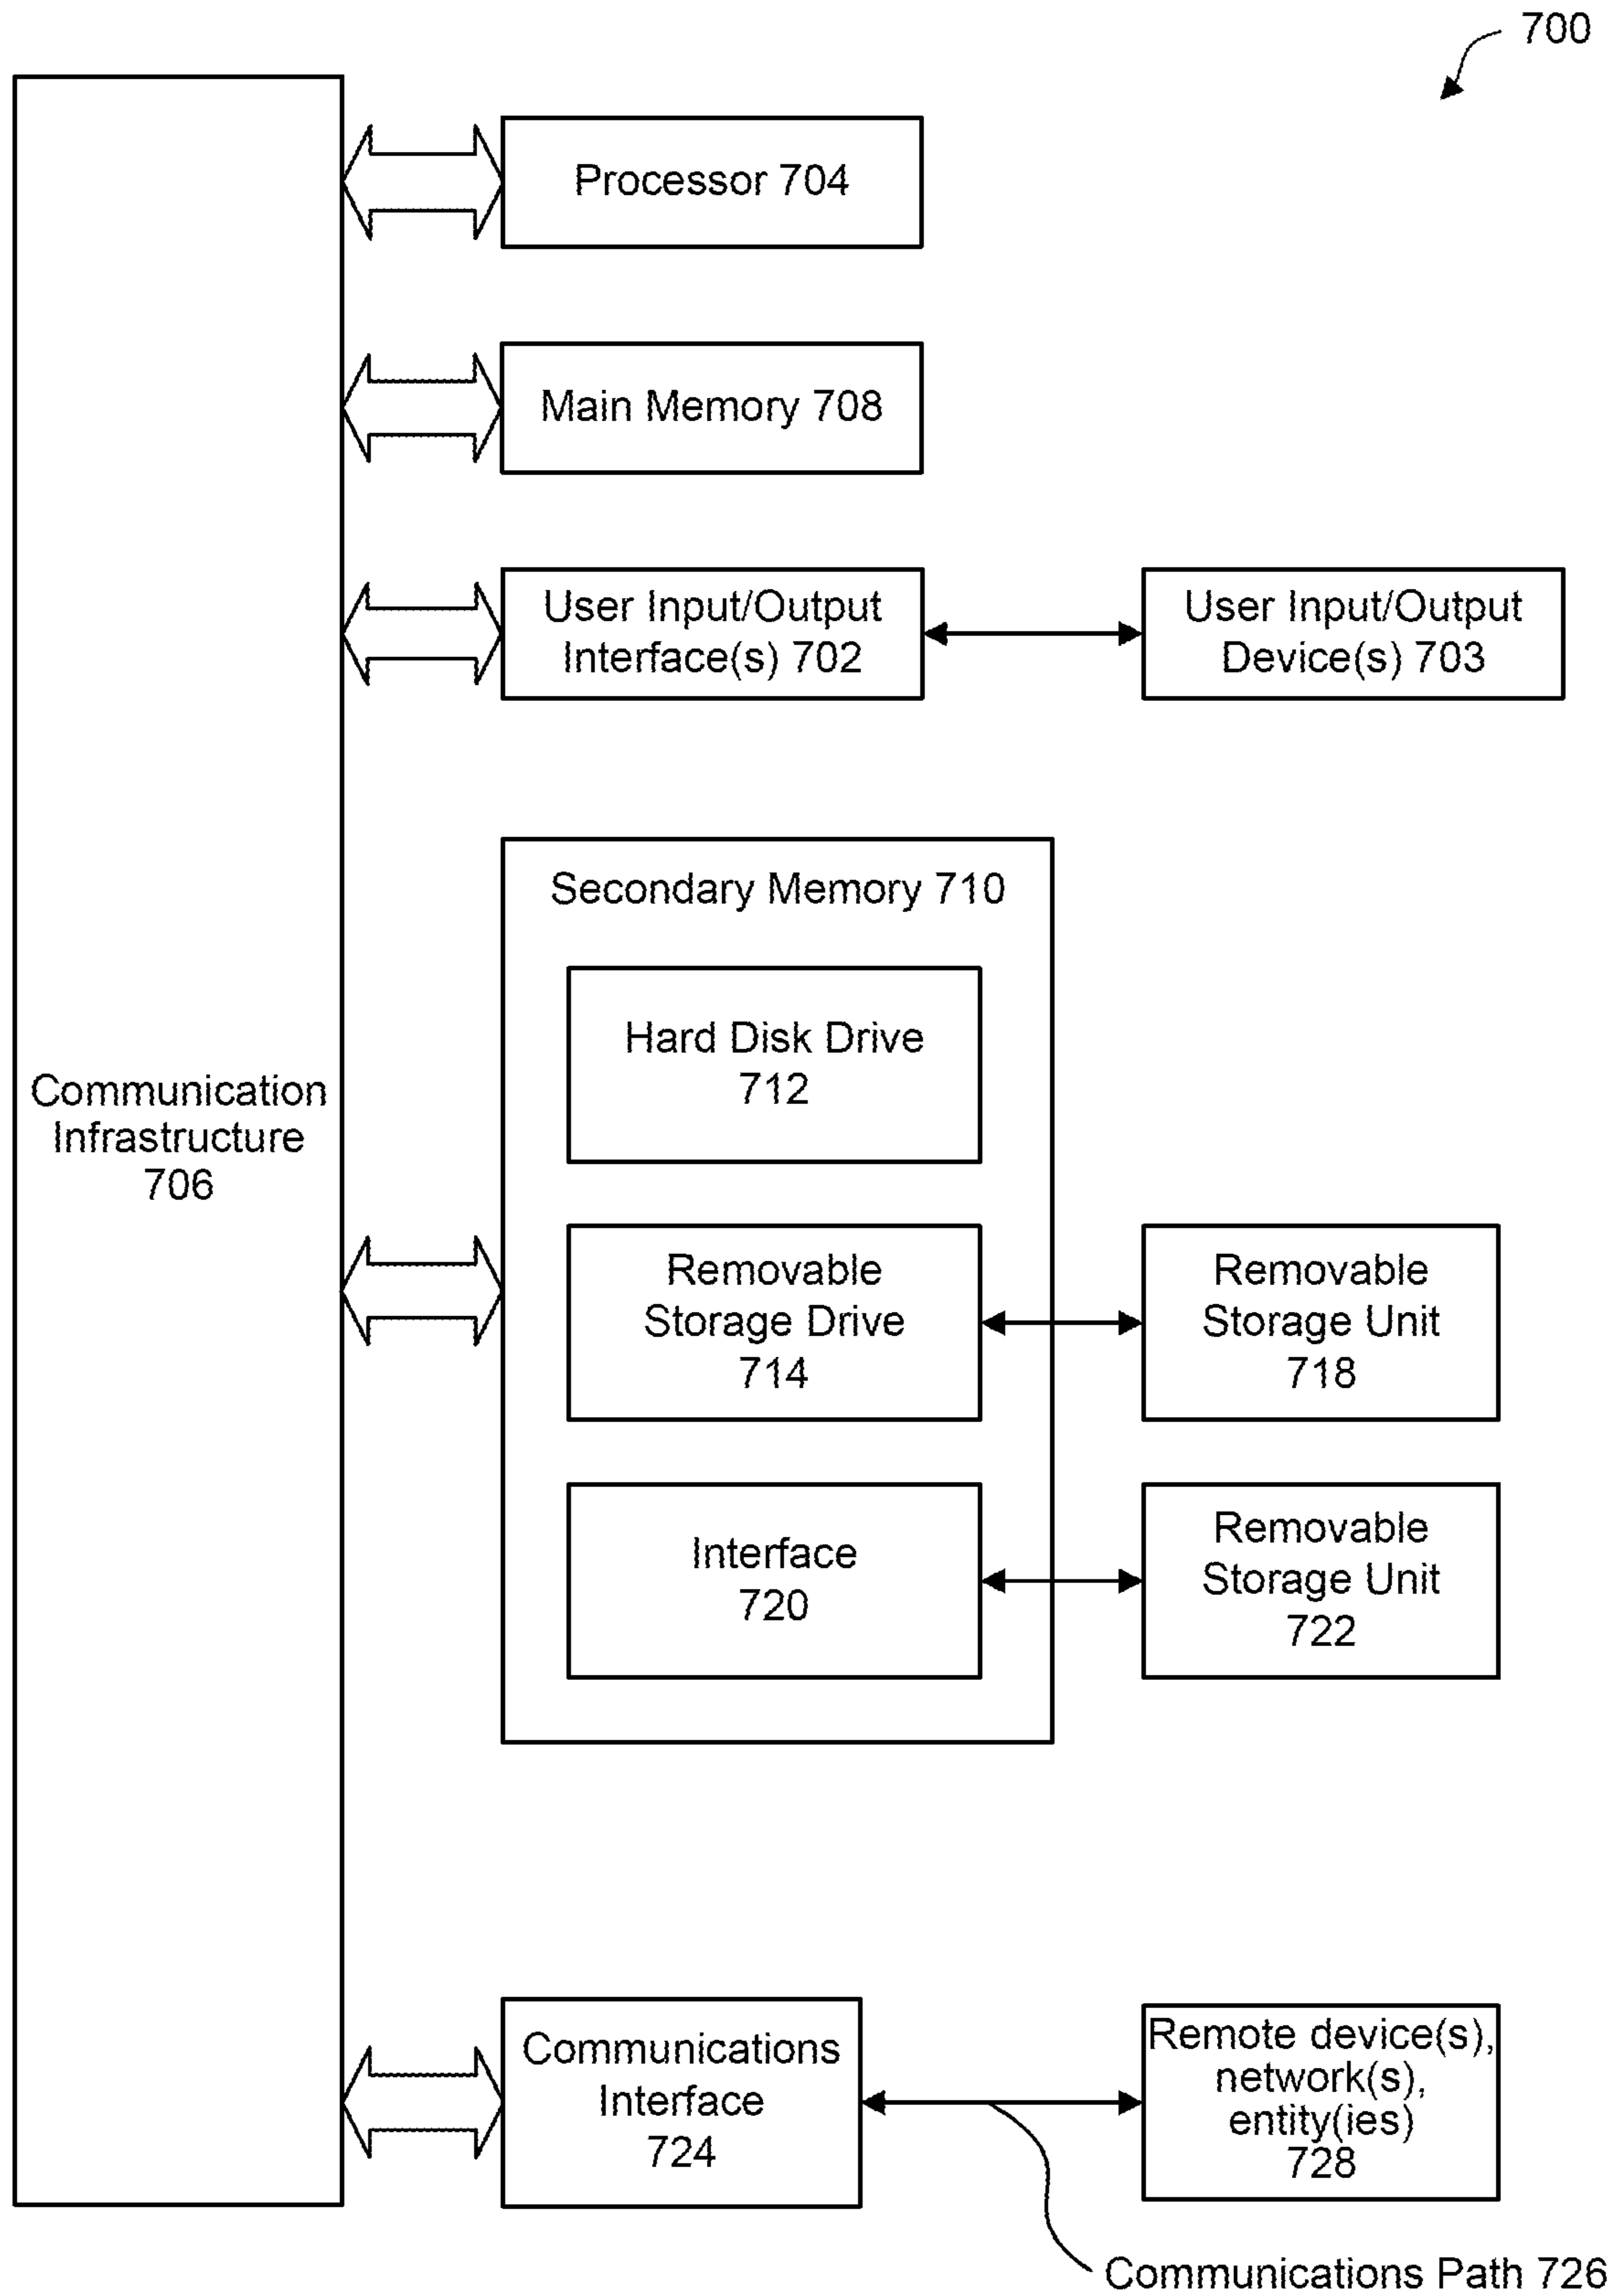 700
Processor 704
Main Memory 708
User Input/Output
Interface(s) 702
User Input/Output
Device(s) 703
Secondary Memory 710
Hard Disk Drive
712
Communication
Infrastructure
706
Removable
Storage Drive
714
Removable
Storage Unit
718
Interface
720
Removable
Storage Unit
722
Communications
Interface
724
Remote device(s),
network(s),
entity(ies)
728
Communications Path 726